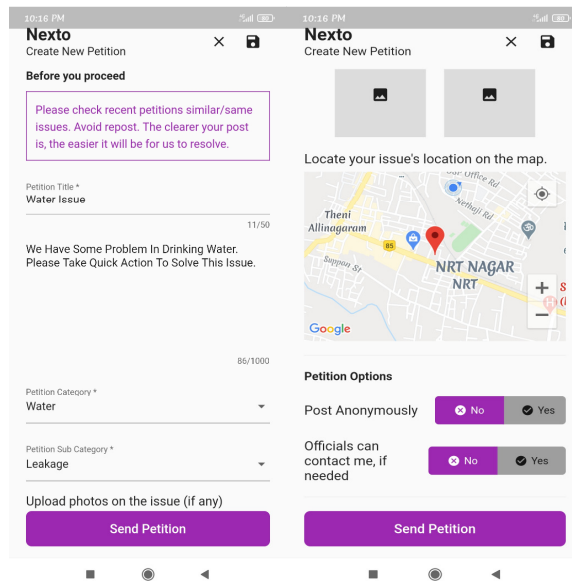 10:16 PM
80
Nexto
Create New Petition
Before you proceed
Please check recent petitions similar/same
issues. Avoid repost. The clearer your post
is, the easier it will be for us to resolve.
Petition Title *
Water Issue
11/50
We Have Some Problem In Drinking Water.
Please Take Quick Action To Solve This Issue.
86/1000
Petition Category *
Water
Petition Sub Category *
Leakage
Upload photos on the issue (if any)
Send Petition
10:16 PM
80
Nexto
Create New Petition
Locate your issue's location on the map.
Office Rd
Nethaji Rd
Theni
Allinagaram
85
Suppan St
NRT NAGAR
NRT
H
Google
Petition Options
Post Anonymously
No
Yes
Officials can
contact me, if
needed
No
Yes
Send Petition